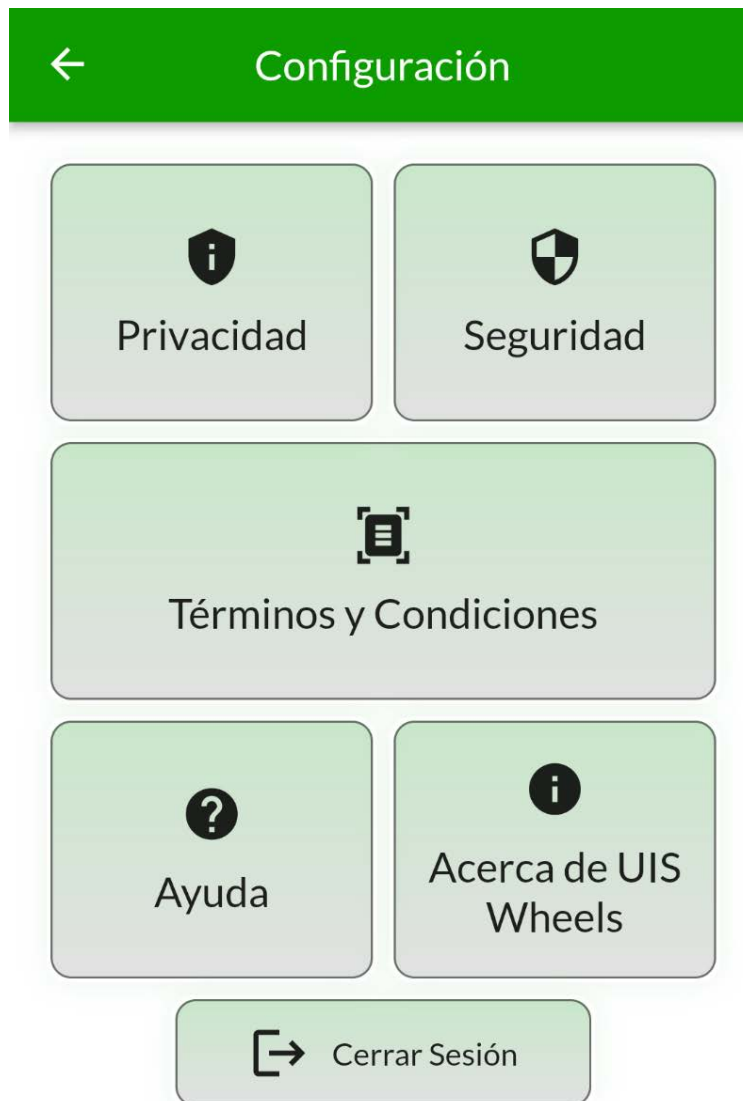 Configuración
Privacidad
Seguridad
Términos y Condiciones
Ayuda
Acerca de UIS
Wheels
Cerrar Sesión